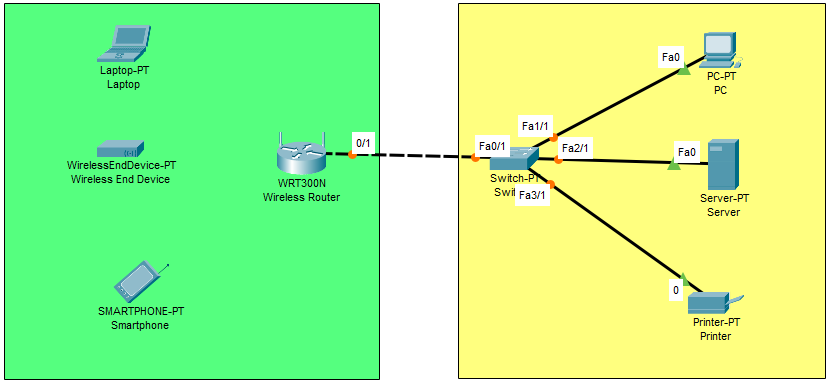 Laptop-PT
Laptop
WirelessEndDevice-PT
Wireless End Device
SMARTPHONE-PT
Smartphone
WRT300N
Wireless Router
0/1
Fa0/1
Fa1/1
Fa2/1
Switch-PT
Fa3/1
Fa0
PC-PT
PC
Fa0
Server-PT
Server
0
Printer-PT
Printer